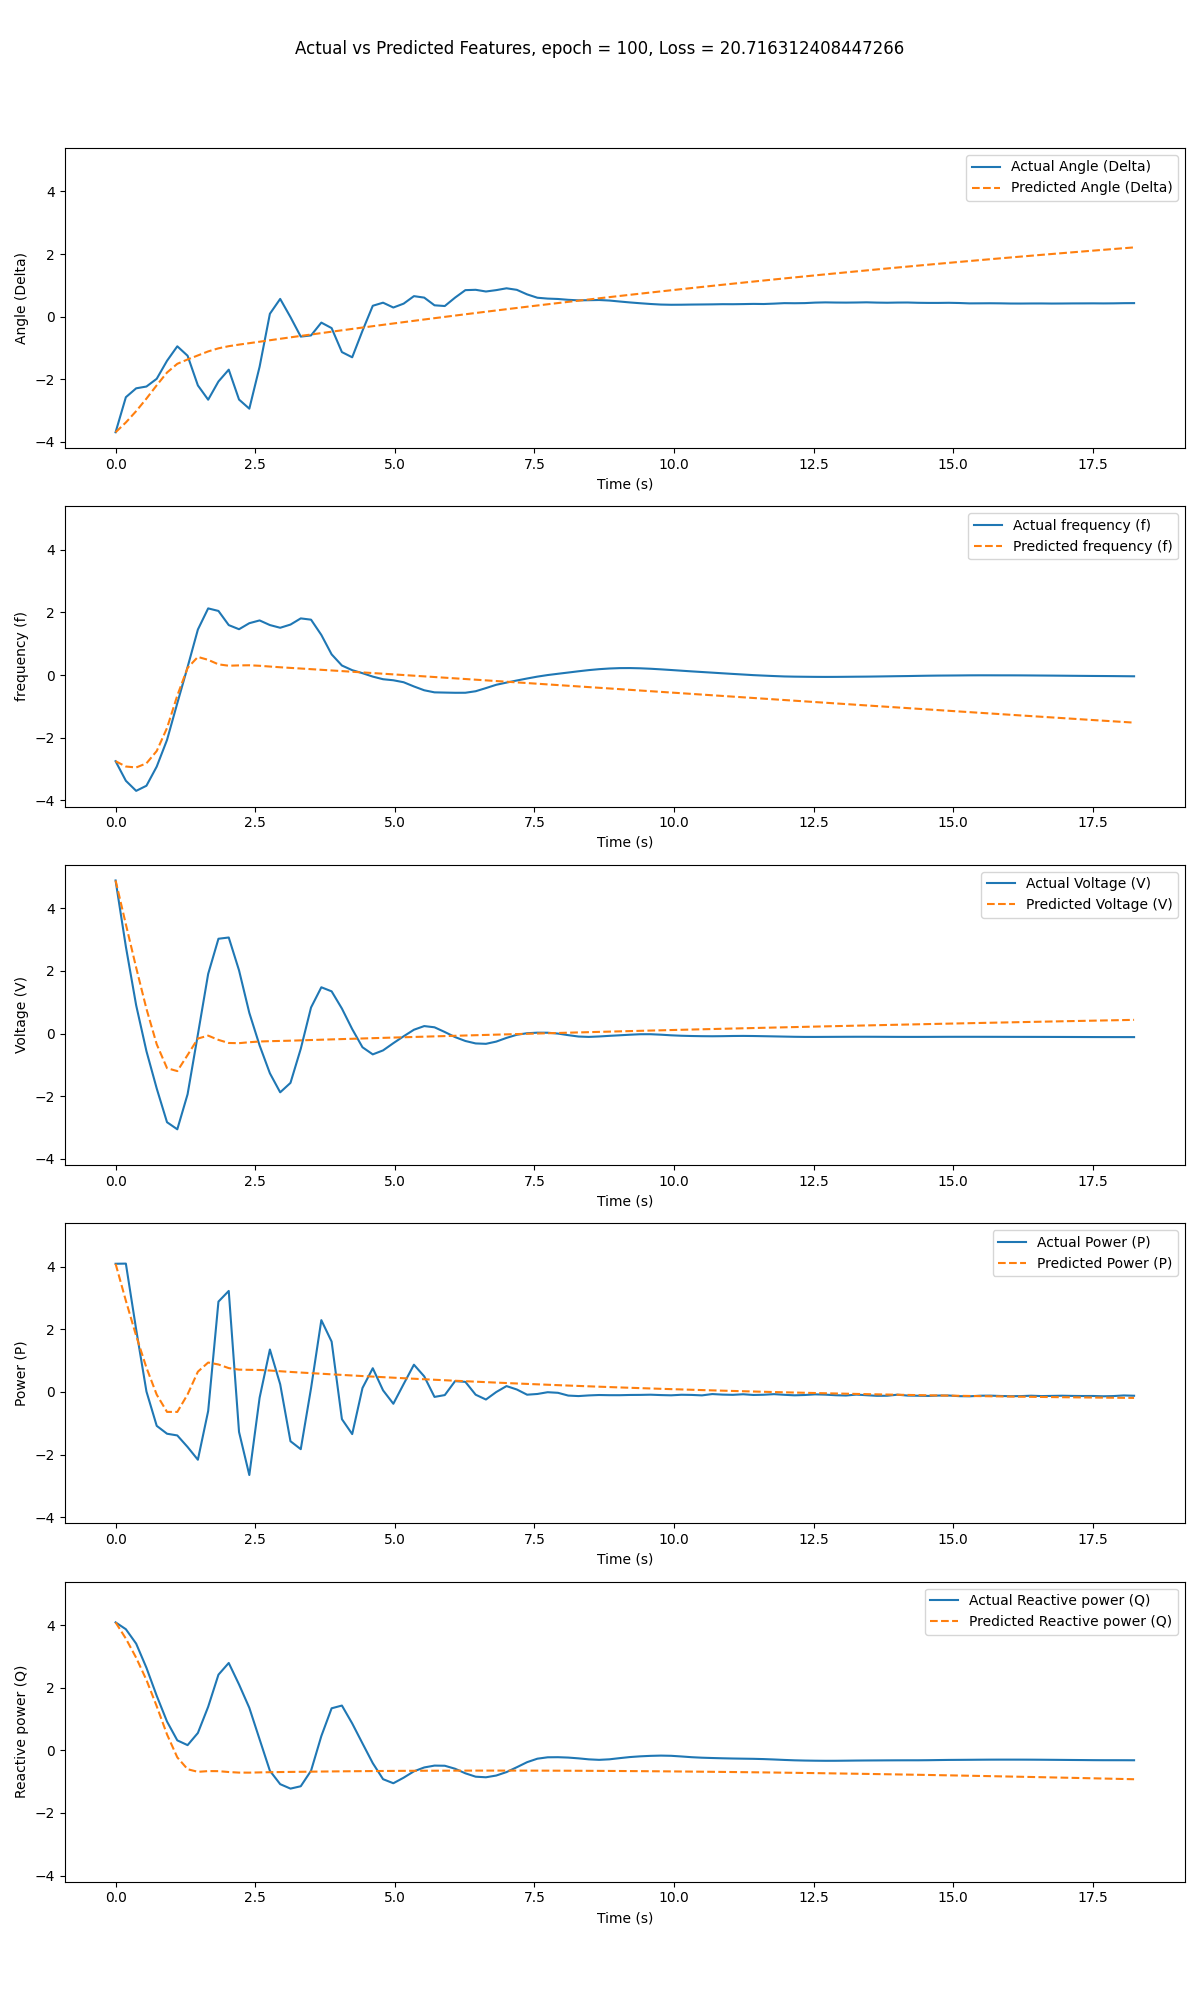 Actual vs Predicted Features, epoch = 100, Loss = 20.716312408447266
Actual Angle (Delta)
Predicted Angle (Delta)
Angle (Delta)
4
2
0
−2
−4
0.0 2.5 5.0 7.5 10.0 12.5 15.0 17.5
Time (s)
Actual frequency (f)
Predicted frequency (f)
frequency (f)
4
2
0
−2
−4
0.0 2.5 5.0 7.5 10.0 12.5 15.0 17.5
Time (s)
Actual Voltage (V)
Predicted Voltage (V)
Voltage (V)
4
2
0
−2
−4
0.0 2.5 5.0 7.5 10.0 12.5 15.0 17.5
Time (s)
Actual Power (P)
Predicted Power (P)
Power (P)
4
2
0
−2
−4
0.0 2.5 5.0 7.5 10.0 12.5 15.0 17.5
Time (s)
Actual Reactive power (Q)
Predicted Reactive power (Q)
Reactive power (Q)
4
2
0
−2
−4
0.0 2.5 5.0 7.5 10.0 12.5 15.0 17.5
Time (s)